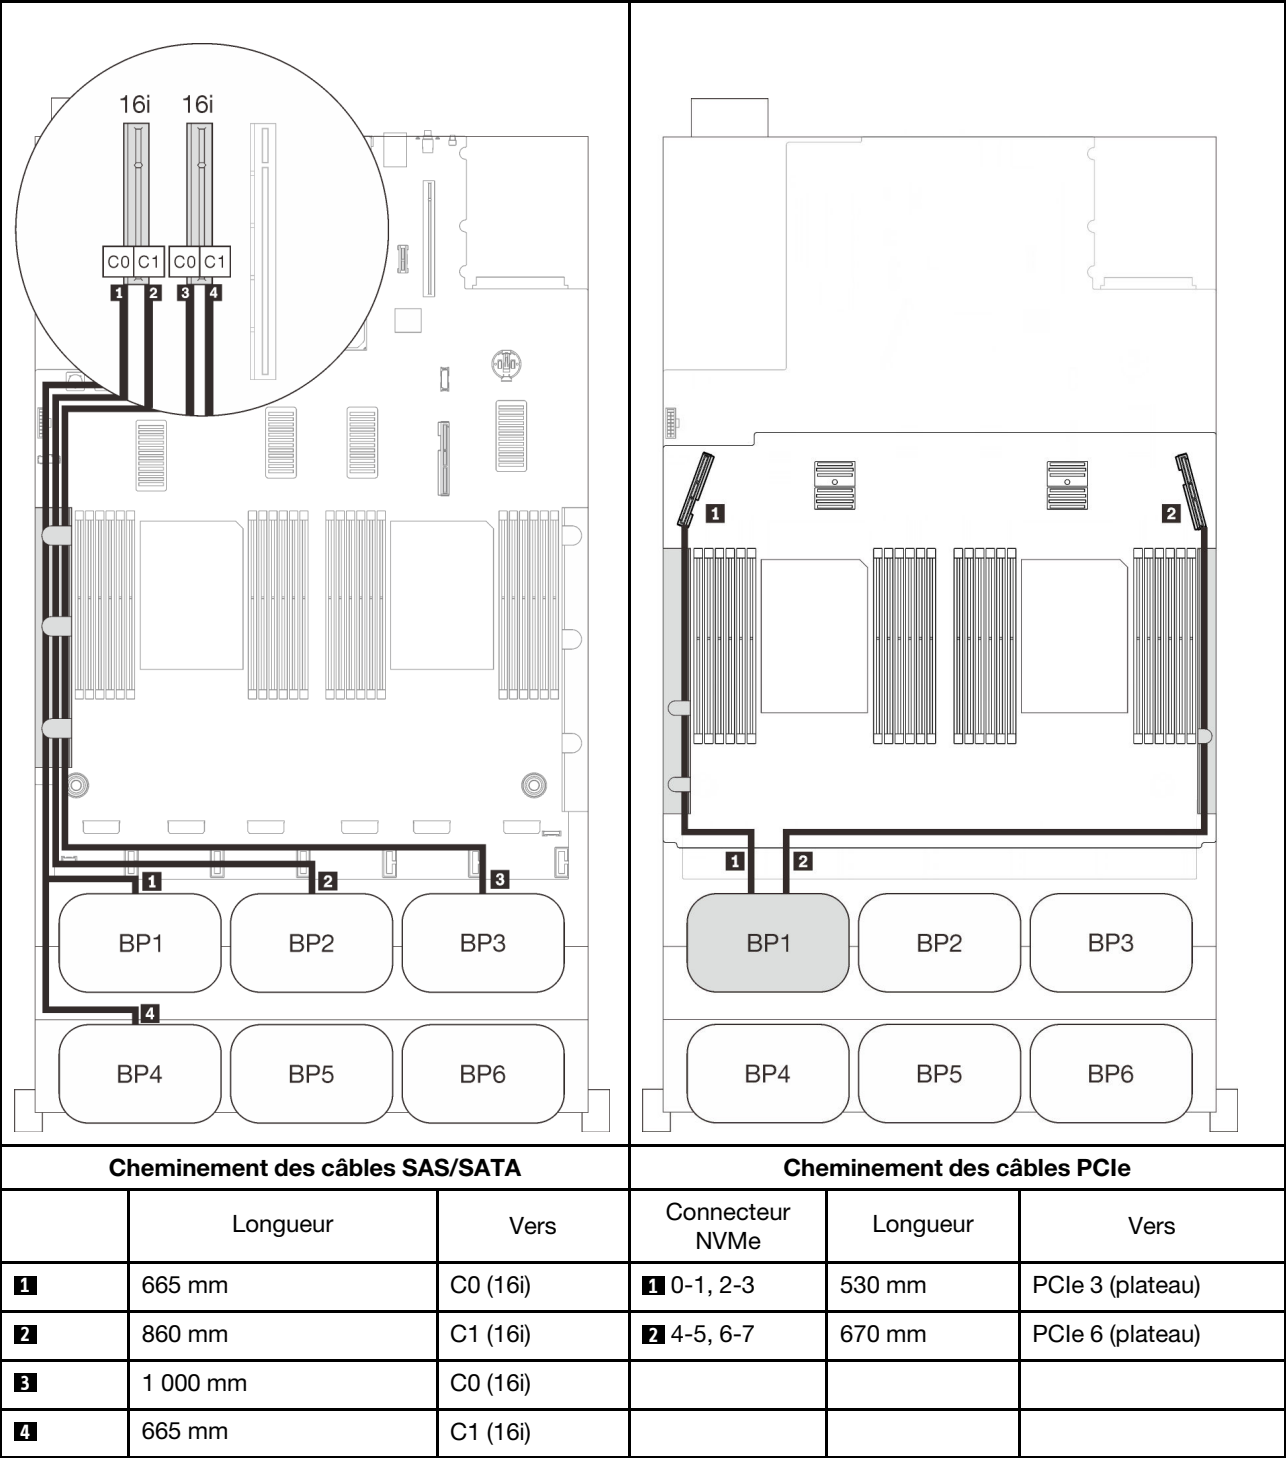 16i 16i
C0 C1 C0 C1
1 2 3 4
1 2 3
BP1 BP2 BP3
4
BP4 BP5 BP6
1 2
1 2
BP1 BP2 BP3
BP4 BP5 BP6
Cheminement des câbles SAS/SATA
Longueur Vers
1 665 mm C0 (16i)
2 860 mm C1 (16i)
3 1 000 mm C0 (16i)
4 665 mm C1 (16i)
Cheminement des câbles PCIe
Connecteur
NVMe Longueur Vers
1 0-1, 2-3 530 mm PCIe 3 (plateau)
2 4-5, 6-7 670 mm PCIe 6 (plateau)